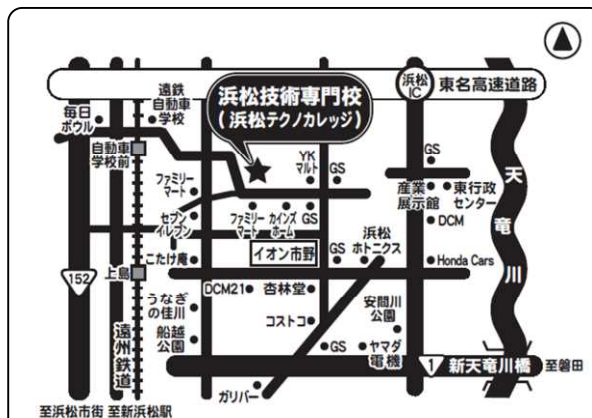 浜松
IC
東名高速道路
遠鉄
自動車
学校
浜松技術専門校
(浜松テクノカレッジ)
毎日
ボウル
自動車
学校前
YK
マルト
GS
GS
ファミリー
マート
産業
展示館
東行政
センター
天竜川
セブン
イレブン
ファミリー
マート
カインズ
ホーム
GS
浜松
ホトニクス
DCM
こたけ庵
イオン市野
GS
Honda Cars
152
上島
DCM21
杏林堂
うなぎ
の佳川
コストコ
安間川
公園
船越
公園
遠州鉄道
GS
ヤマダ
電機
1
新天竜川橋
至磐田
ガリバー
至浜松市街
至新浜松駅